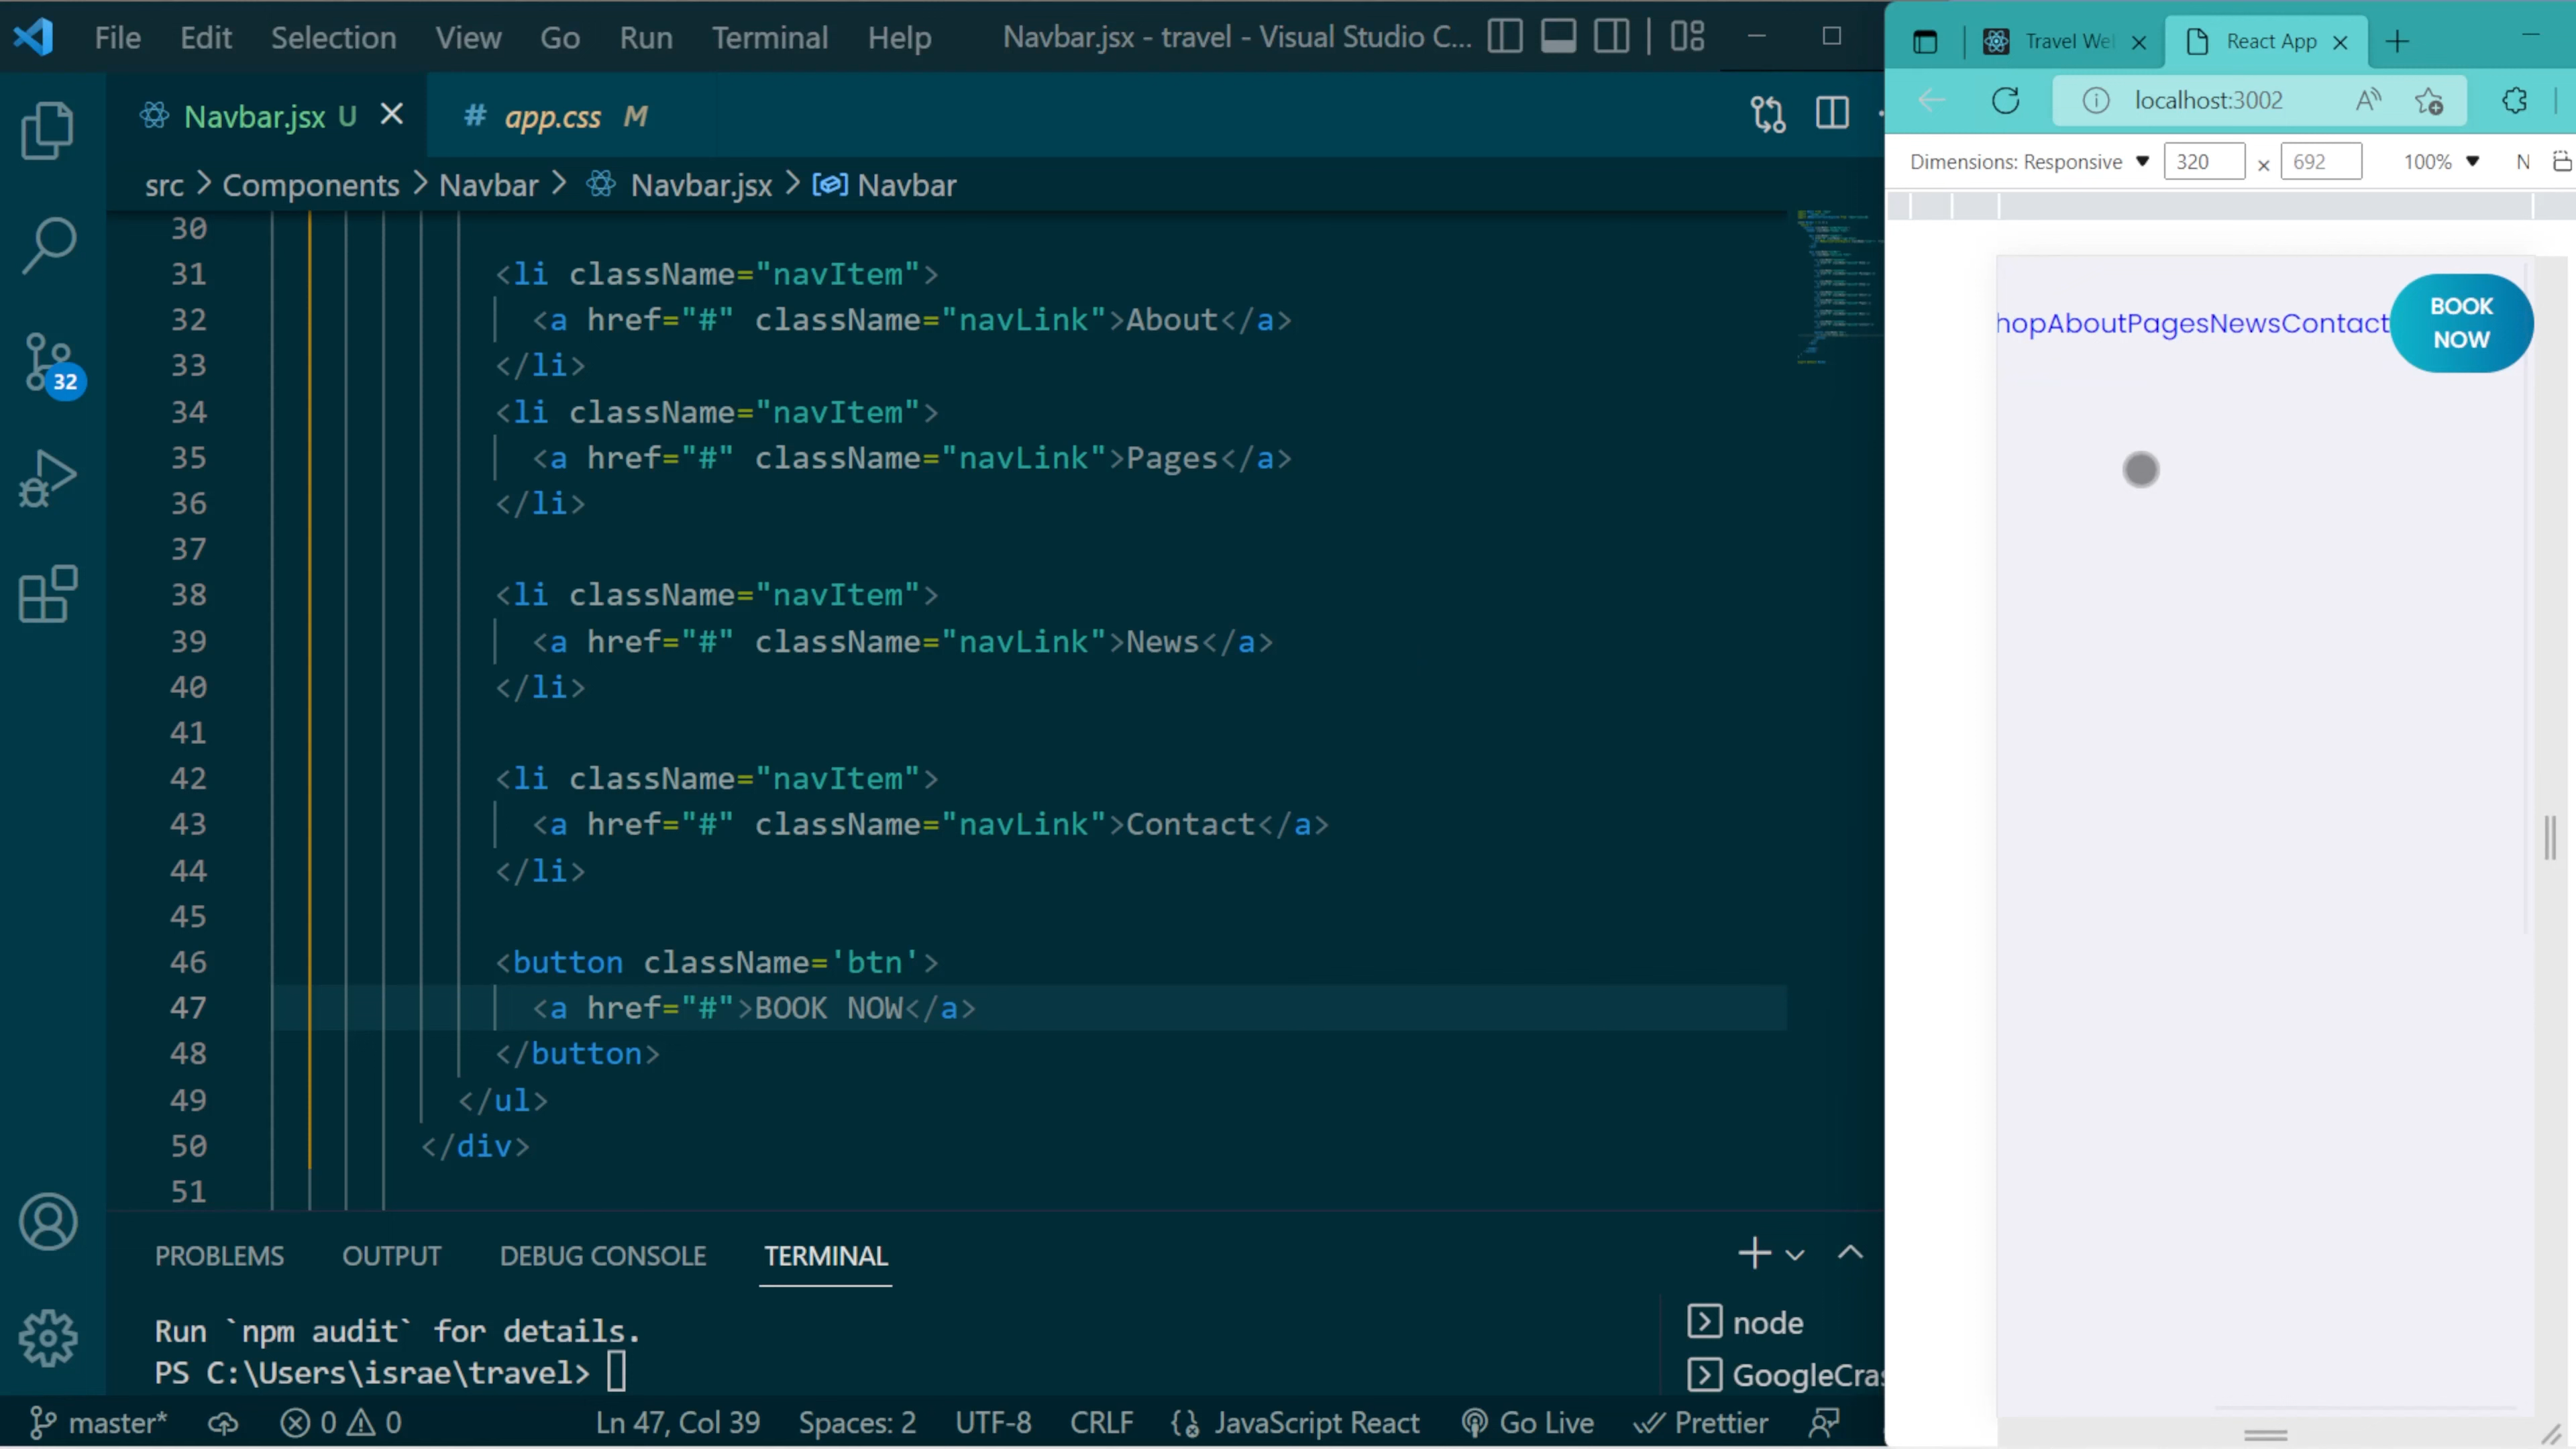 File Edit Selection View Go Run Terminal Help
Navbar.jsx - travel - Visual Studio C...
Navbar.jsx U
# app.css M
src > Components > Navbar > Navbar.jsx > Navbar
30
31 <li className="navItem">
32 <a href="#" className="navLink">About</a>
33 </li>
34 <li className="navItem">
35 <a href="#" className="navLink">Pages</a>
36 </li>
37
38 <li className="navItem">
39 <a href="#" className="navLink">News</a>
40 </li>
41
42 <li className="navItem">
43 <a href="#" className="navLink">Contact</a>
44 </li>
45
46 <button className='btn'>
47 <a href="#">BOOK NOW</a>
48 </button>
49 </ul>
50 </div>
51
32
PROBLEMS OUTPUT DEBUG CONSOLE TERMINAL
Run `npm audit` for details.
PS C:\Users\israe\travel>
node
GoogleCras
master* 0 0 Ln 47, Col 39 Spaces: 2 UTF-8 CRLF JavaScript React Go Live Prettier
Travel We
React App
localhost:3002
Dimensions: Responsive 320 × 692 100% N
hopAboutPagesNewsContact
BOOK
NOW